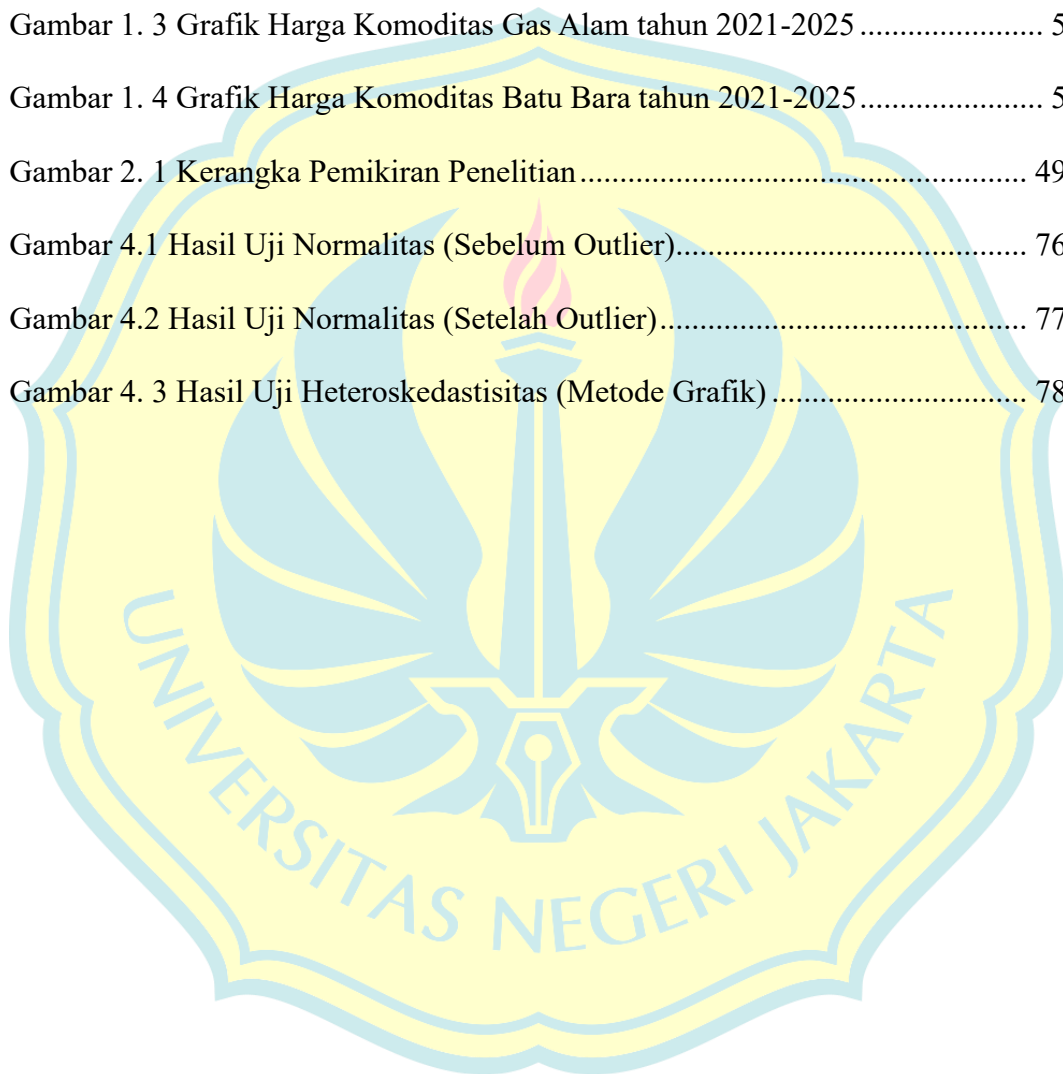 Gambar 1. 3 Grafik Harga Komoditas Gas Alam tahun 2021-2025 ...................... 5
Gambar 1. 4 Grafik Harga Komoditas Batu Bara tahun 2021-2025 ...................... 5
Gambar 2. 1 Kerangka Pemikiran Penelitian ...................................................... 49
Gambar 4.1 Hasil Uji Normalitas (Sebelum Outlier) .......................................... 76
Gambar 4.2 Hasil Uji Normalitas (Setelah Outlier) ............................................ 77
Gambar 4. 3 Hasil Uji Heteroskedastisitas (Metode Grafik) ............................... 78
UNIVERSITAS NEGERI JAKARTA